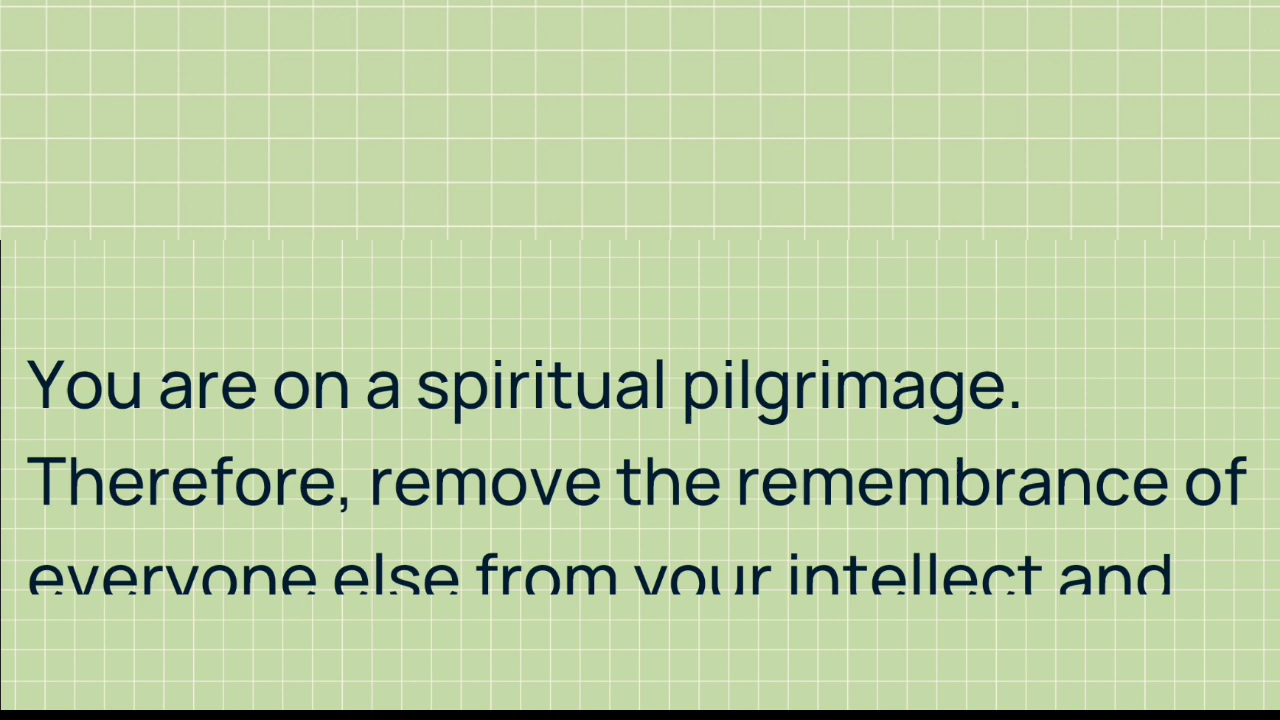 You are on a spiritual pilgrimage.
Therefore, remove the remembrance of
everyone else from your intellect and